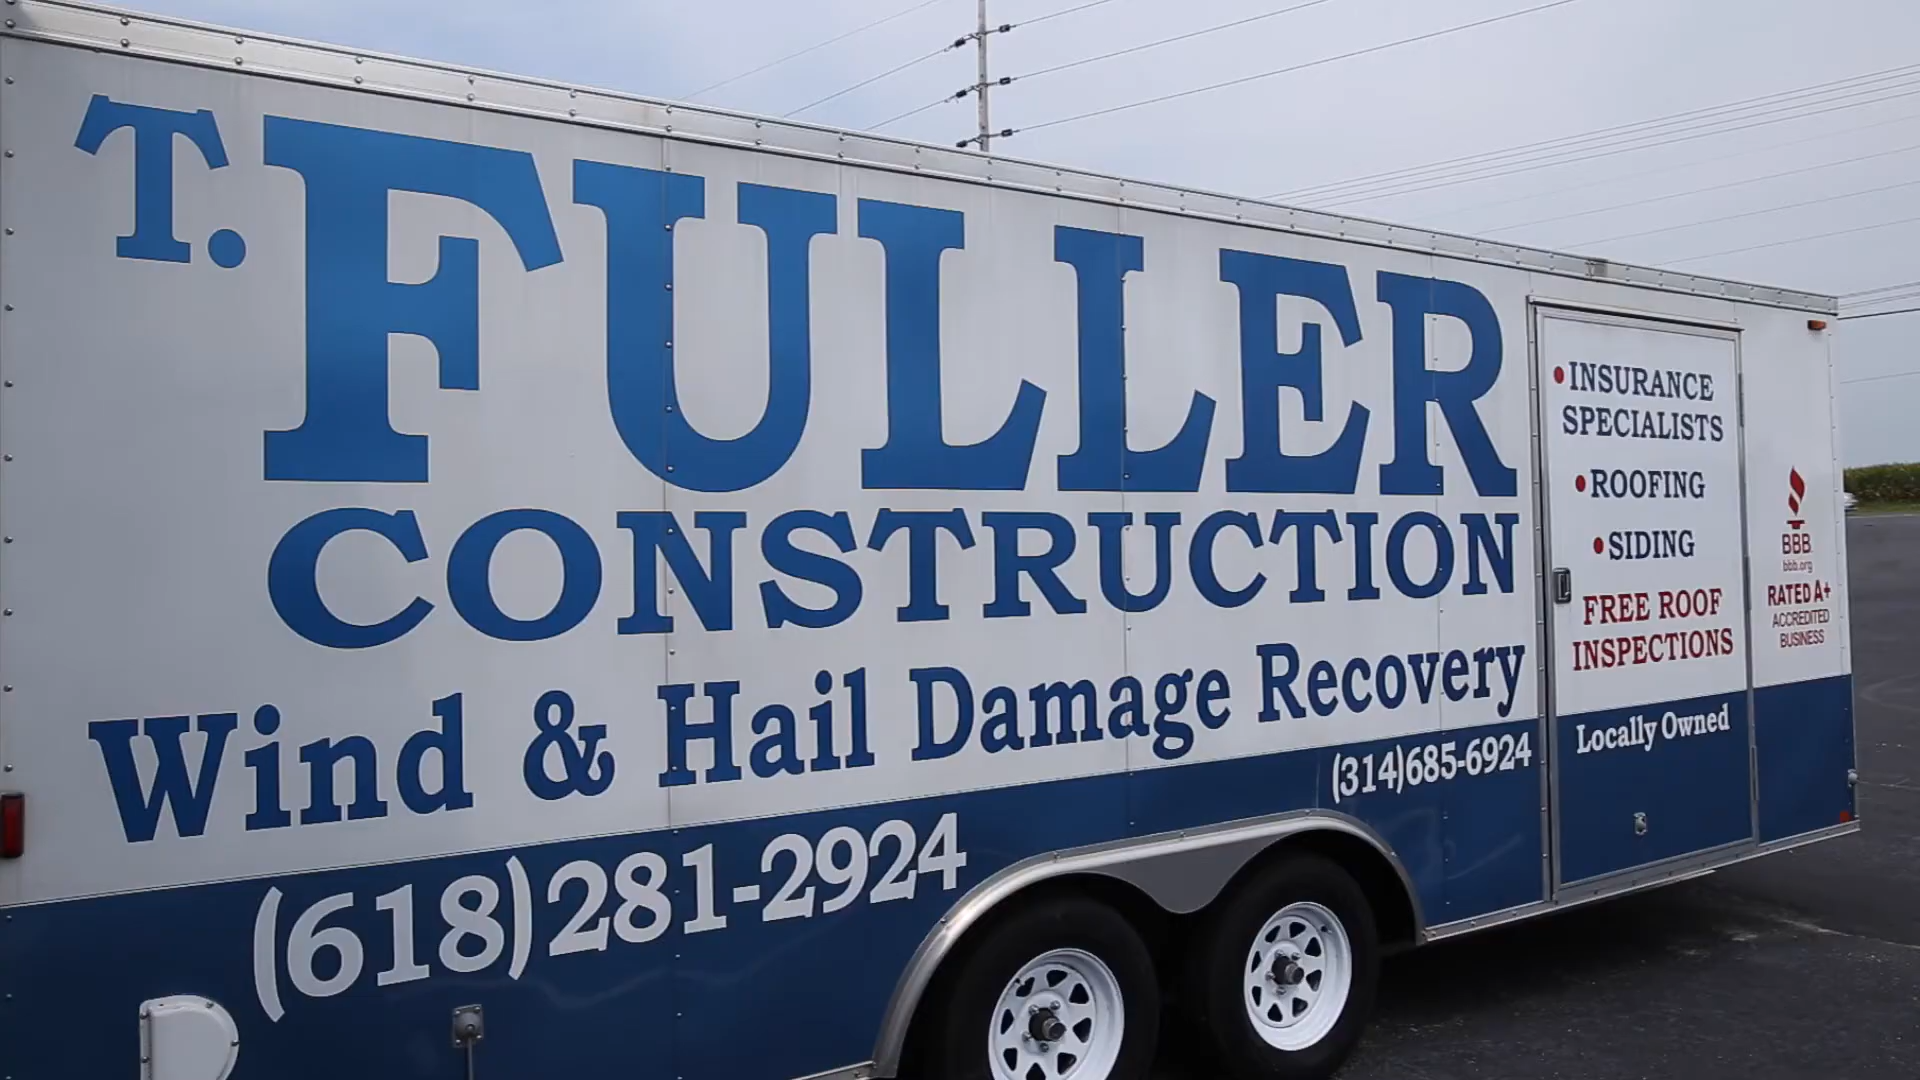 T. FULLER
CONSTRUCTION
Wind & Hail Damage Recovery
(314)685-6924
(618)281-2924
•INSURANCE
SPECIALISTS
•ROOFING
•SIDING
FREE ROOF
INSPECTIONS
Locally Owned
BBB
bbb.org
RATED A+
ACCREDITED
BUSINESS